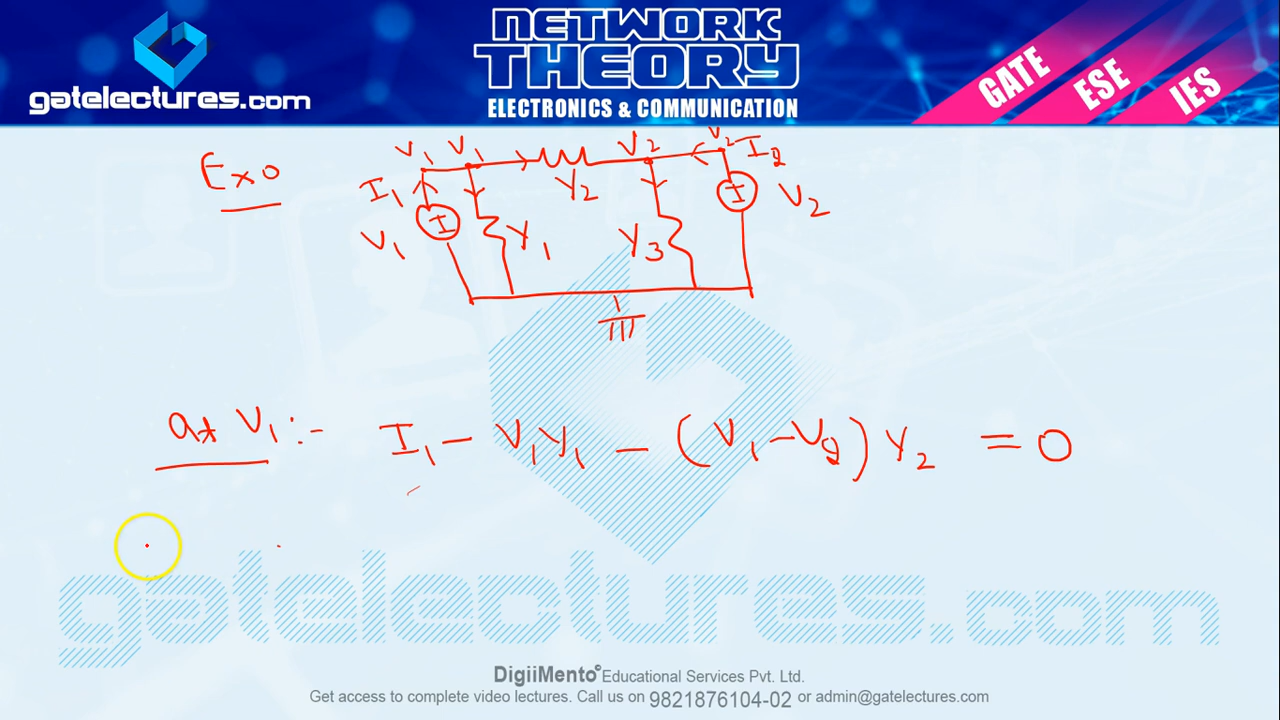 NETWORK
THEORY
ELECTRONICS & COMMUNICATION
gatelectures.com
GATE
ESE
IES
Exo
V1 V1 V2 V2
I1 Y2 I2
I I V2
V1 Y1 Y3
at V1:- I1 - V1Y1 - (V1-V2)Y2 = 0
gatelectures.com
DigiiMento© Educational Services Pvt. Ltd.
Get access to complete video lectures. Call us on 9821876104-02 or admin@gatelectures.com